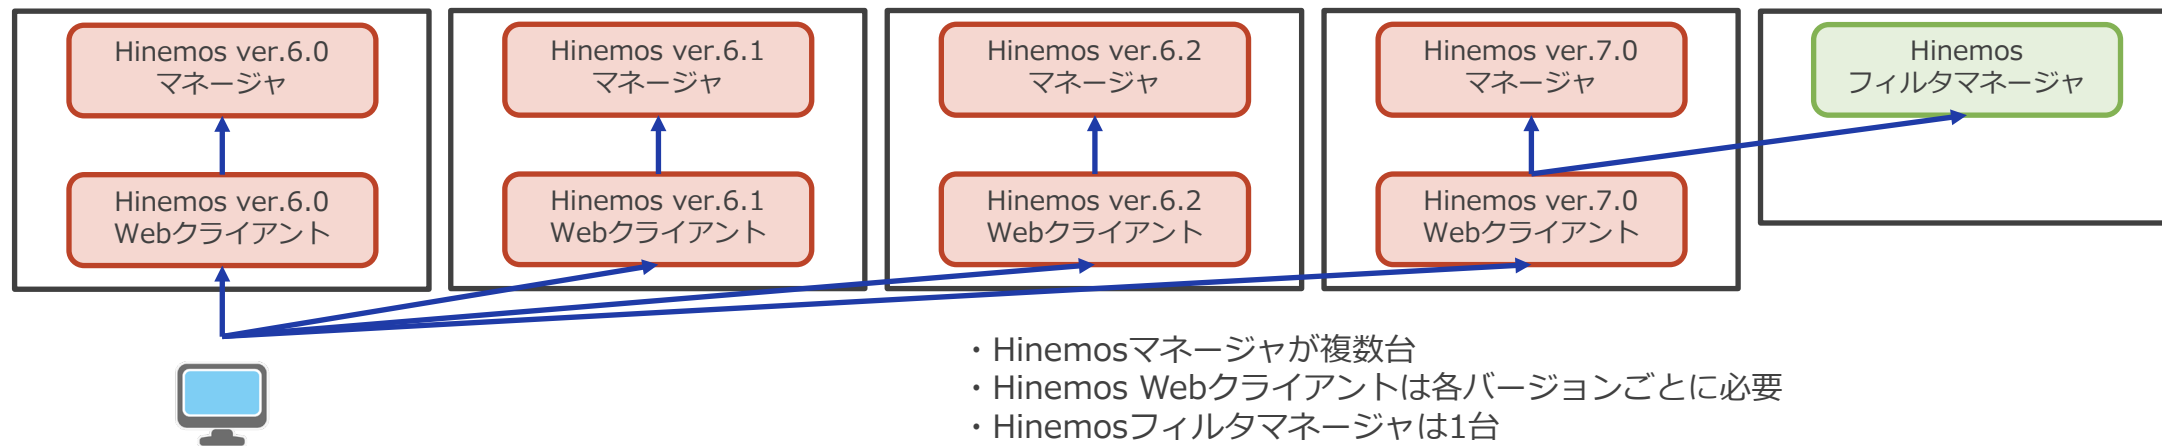 Hinemos ver.6.0
マネージャ
Hinemos ver.6.1
マネージャ
Hinemos ver.6.2
マネージャ
Hinemos ver.7.0
マネージャ
Hinemos
フィルタマネージャ
Hinemos ver.6.0
Webクライアント
Hinemos ver.6.1
Webクライアント
Hinemos ver.6.2
Webクライアント
Hinemos ver.7.0
Webクライアント
・Hinemosマネージャが複数台
・Hinemos Webクライアントは各バージョンごとに必要
・Hinemosフィルタマネージャは1台